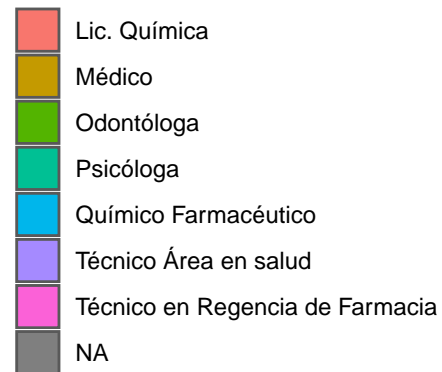 Lic. Química
Médico
Odontóloga
Psicóloga
Químico Farmacéutico
Técnico Área en salud
Técnico en Regencia de Farmacia
NA